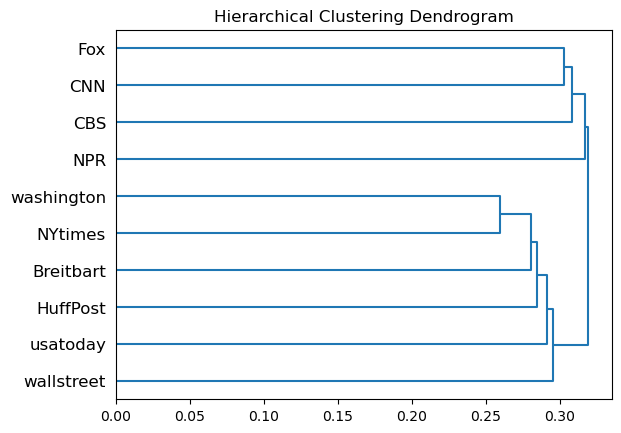 Hierarchical Clustering Dendrogram
Fox
CNN
CBS
NPR
washington
NYtimes
Breitbart
HuffPost
usatoday
wallstreet
0.00 0.05 0.10 0.15 0.20 0.25 0.30